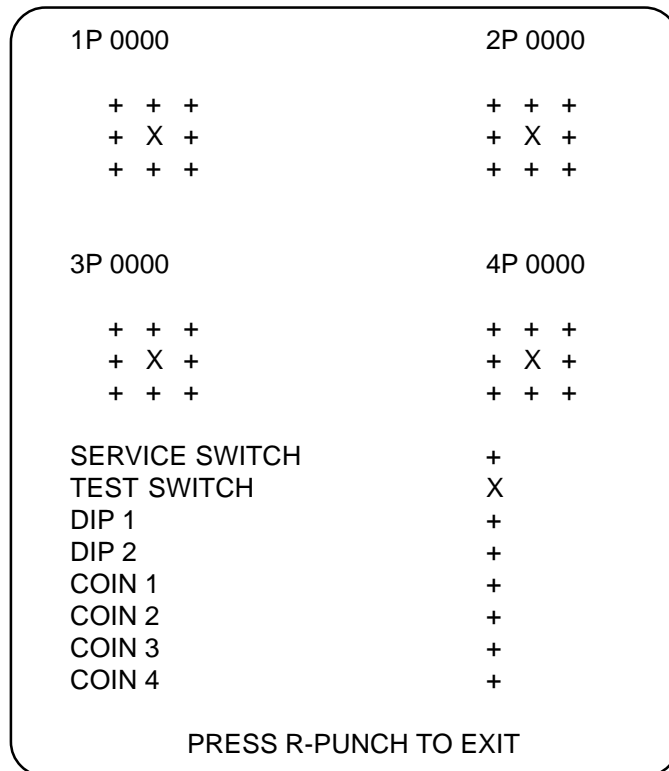 1P 0000 2P 0000
+ + + + + +
+ X + + X +
+ + + + + +
3P 0000 4P 0000
+ + + + + +
+ X + + X +
+ + + + + +
SERVICE SWITCH +
TEST SWITCH X
DIP 1 +
DIP 2 +
COIN 1 +
COIN 2 +
COIN 3 +
COIN 4 +
PRESS R-PUNCH TO EXIT